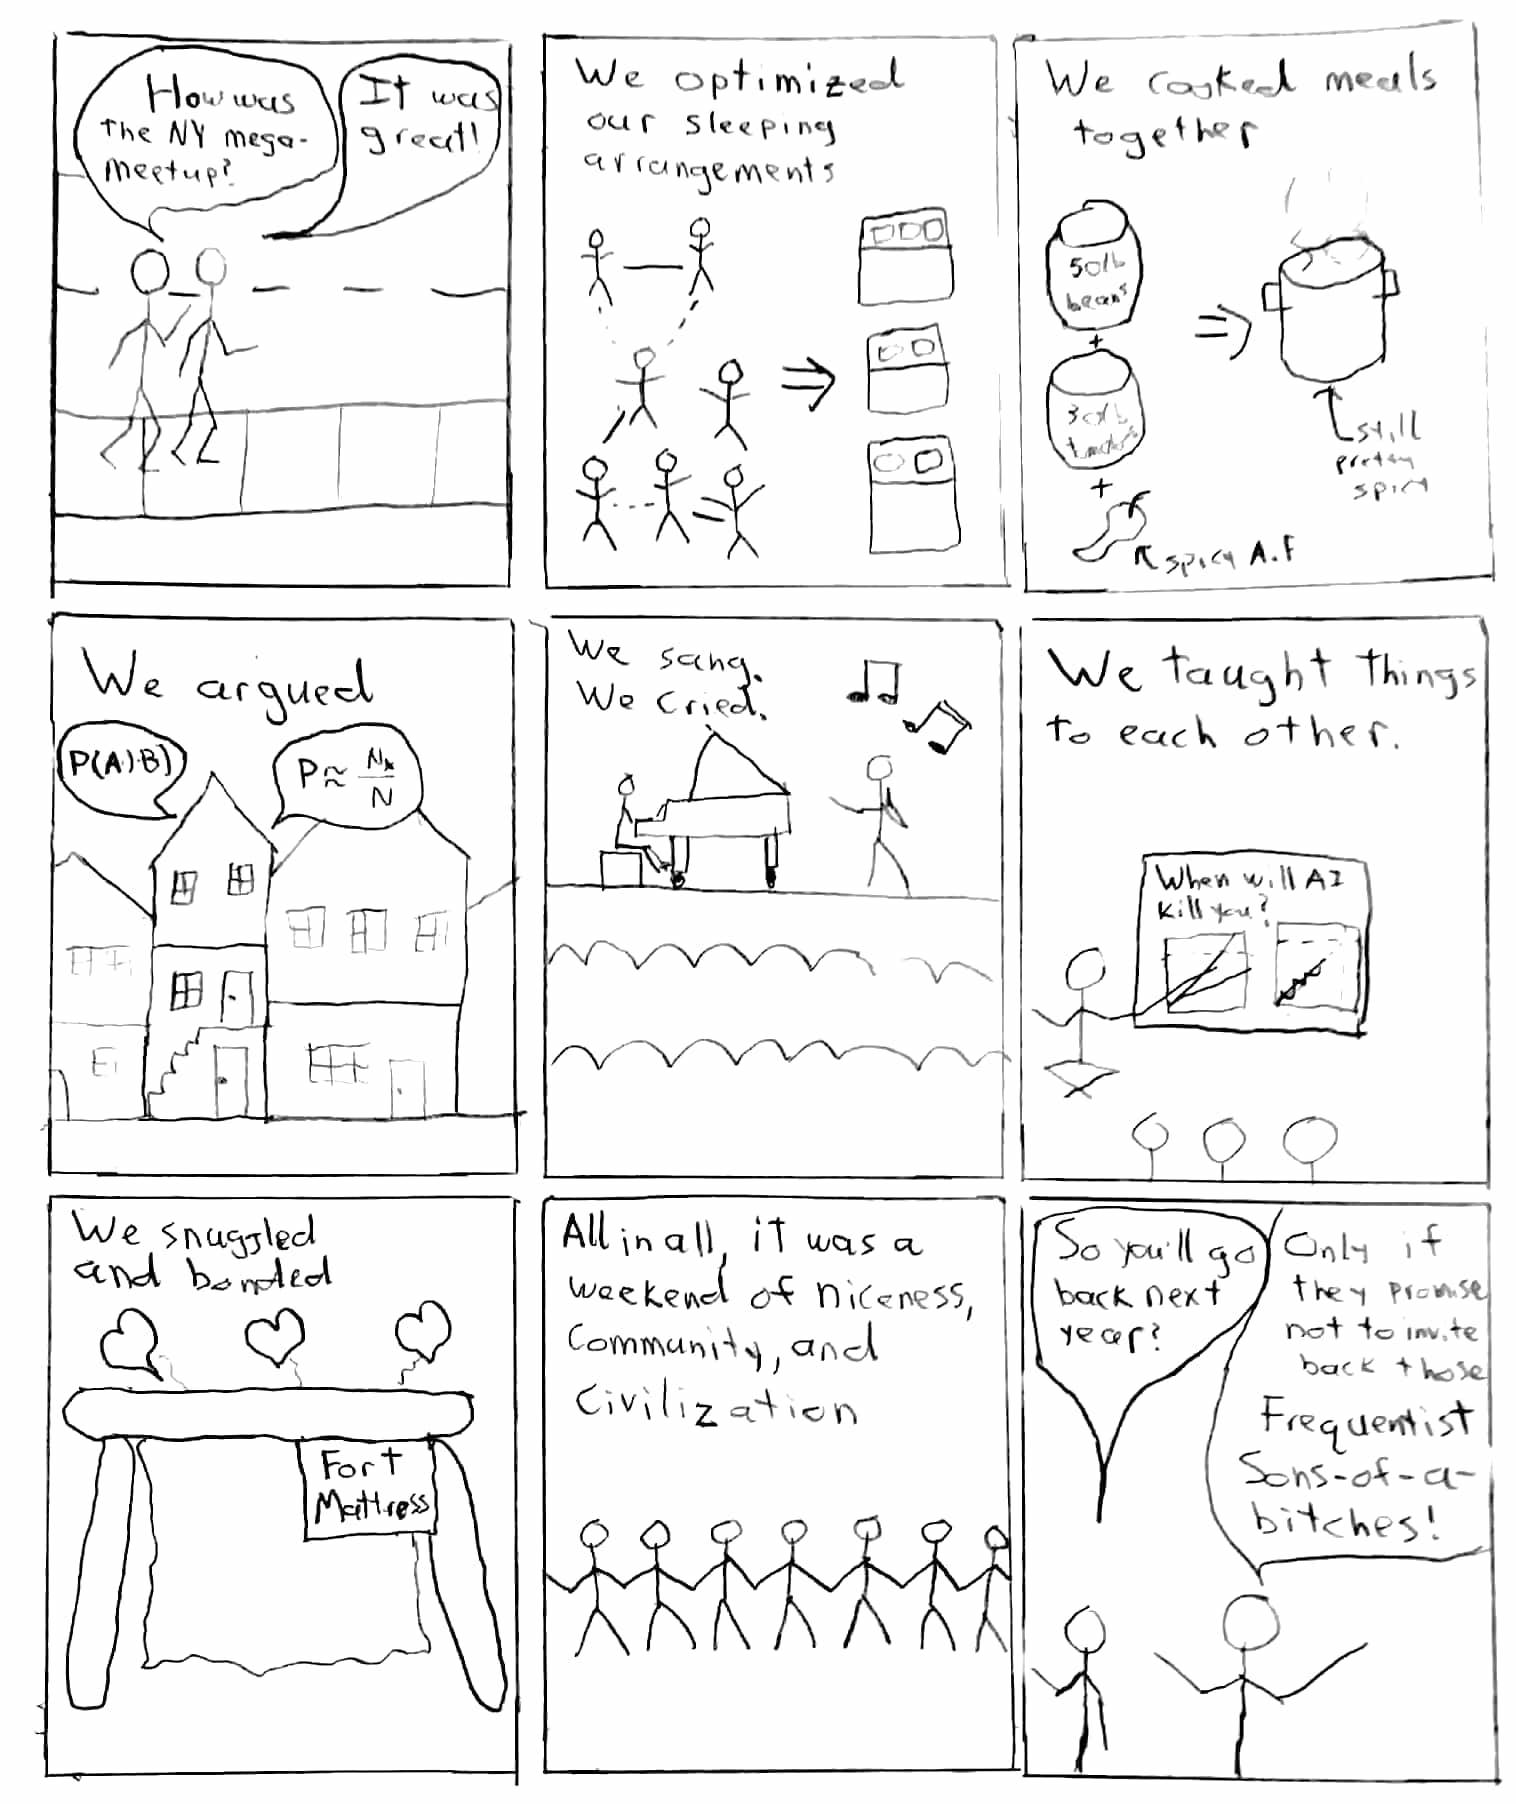 How was
the NY mega-
meetup?
It was
great!
We optimized
our sleeping
arrangements
We cooked meals
together
50lb
beans
+
30lb
+
spicy A.F
still
pretty
spicy
We argued
P(A|B)
P≈ Nx/N
We sang.
We cried.
We taught things
to each other.
When will AI
kill you?
We snuggled
and bonded
Fort
Mattress
All in all, it was a
weekend of niceness,
Community, and
Civilization
So you'll go
back next
year?
Only if
they promise
not to invite
back those
Frequentist
Sons-of-a-
bitches!